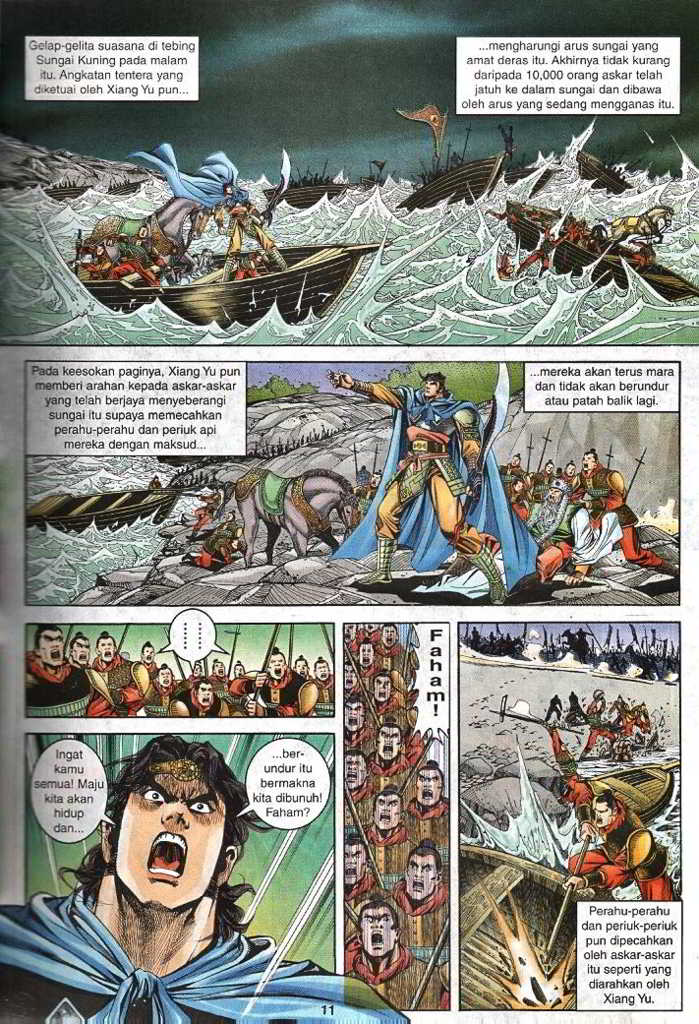 Gelap-gelita suasana di tebing
Sungai Kuning pada malam
itu. Angkatan tentera yang
diketuai oleh Xiang Yu pun...
...mengharungi arus sungai yang
amat deras itu. Akhirnya tidak kurang
daripada 10,000 orang askar telah
jatuh ke dalam sungai dan dibawa
oleh arus yang sedang mengganas itu.
Pada keesokan paginya, Xiang Yu pun
memberi arahan kepada askar-askar
yang telah berjaya menyeberangi
sungai itu supaya memecahkan
perahu-perahu dan periuk api
mereka dengan maksud...
...mereka akan terus mara
dan tidak akan berundur
atau patah balik lagi.
Ingat
kamu
semua! Maju
kita akan
hidup
dan...
...ber-
undur itu
bermakna
kita dibunuh!
Faham?
Faham!
Perahu-perahu
dan periuk-periuk
pun dipecahkan
oleh askar-askar
itu seperti yang
diarahkan oleh
Xiang Yu.
11